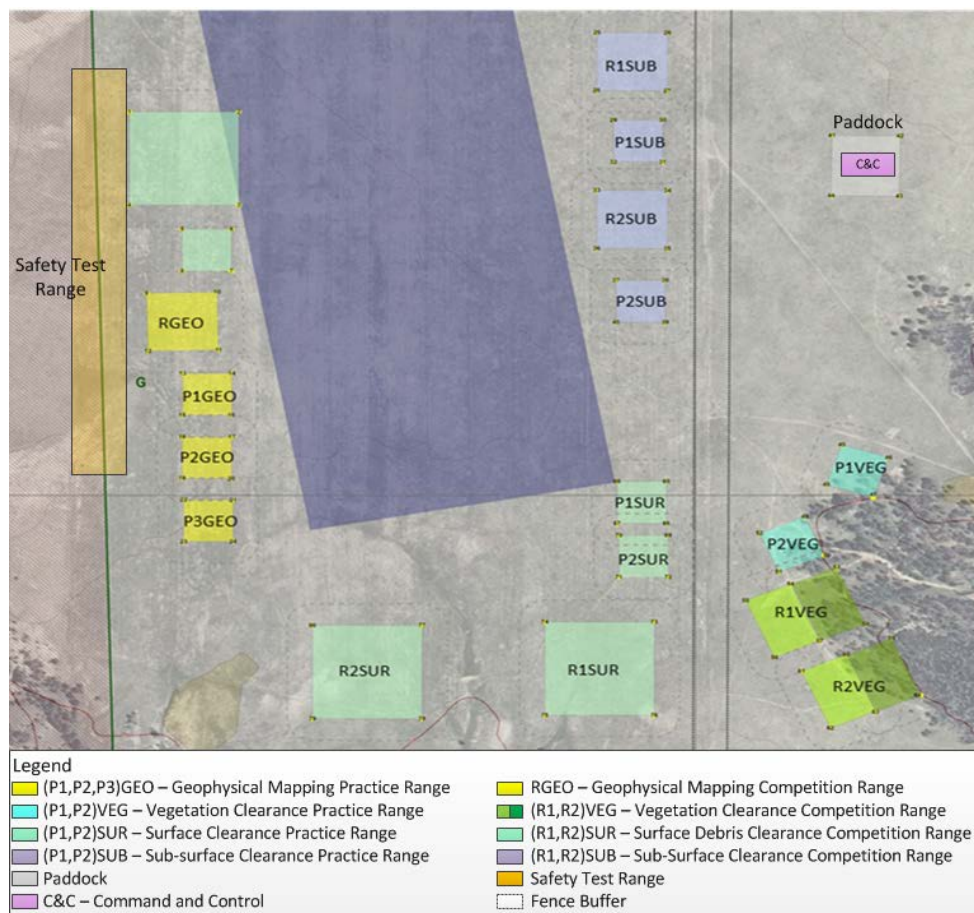 R1SUB
Paddock
P1SUB
C&C
R2SUB
Safety Test
Range
P2SUB
RGEO
G
P1GEO
P2GEO
P1VEG
P3GEO
P1SUR
P2VEG
P2SUR
R1VEG
R2SUR
R1SUR
R2VEG
Legend
(P1,P2,P3)GEO – Geophysical Mapping Practice Range
RGEO – Geophysical Mapping Competition Range
(P1,P2)VEG – Vegetation Clearance Practice Range
(R1,R2)VEG – Vegetation Clearance Competition Range
(P1,P2)SUR – Surface Clearance Practice Range
(R1,R2)SUR – Surface Debris Clearance Competition Range
(P1,P2)SUB – Sub-surface Clearance Practice Range
(R1,R2)SUB – Sub-Surface Clearance Competition Range
Paddock
Safety Test Range
C&C – Command and Control
Fence Buffer